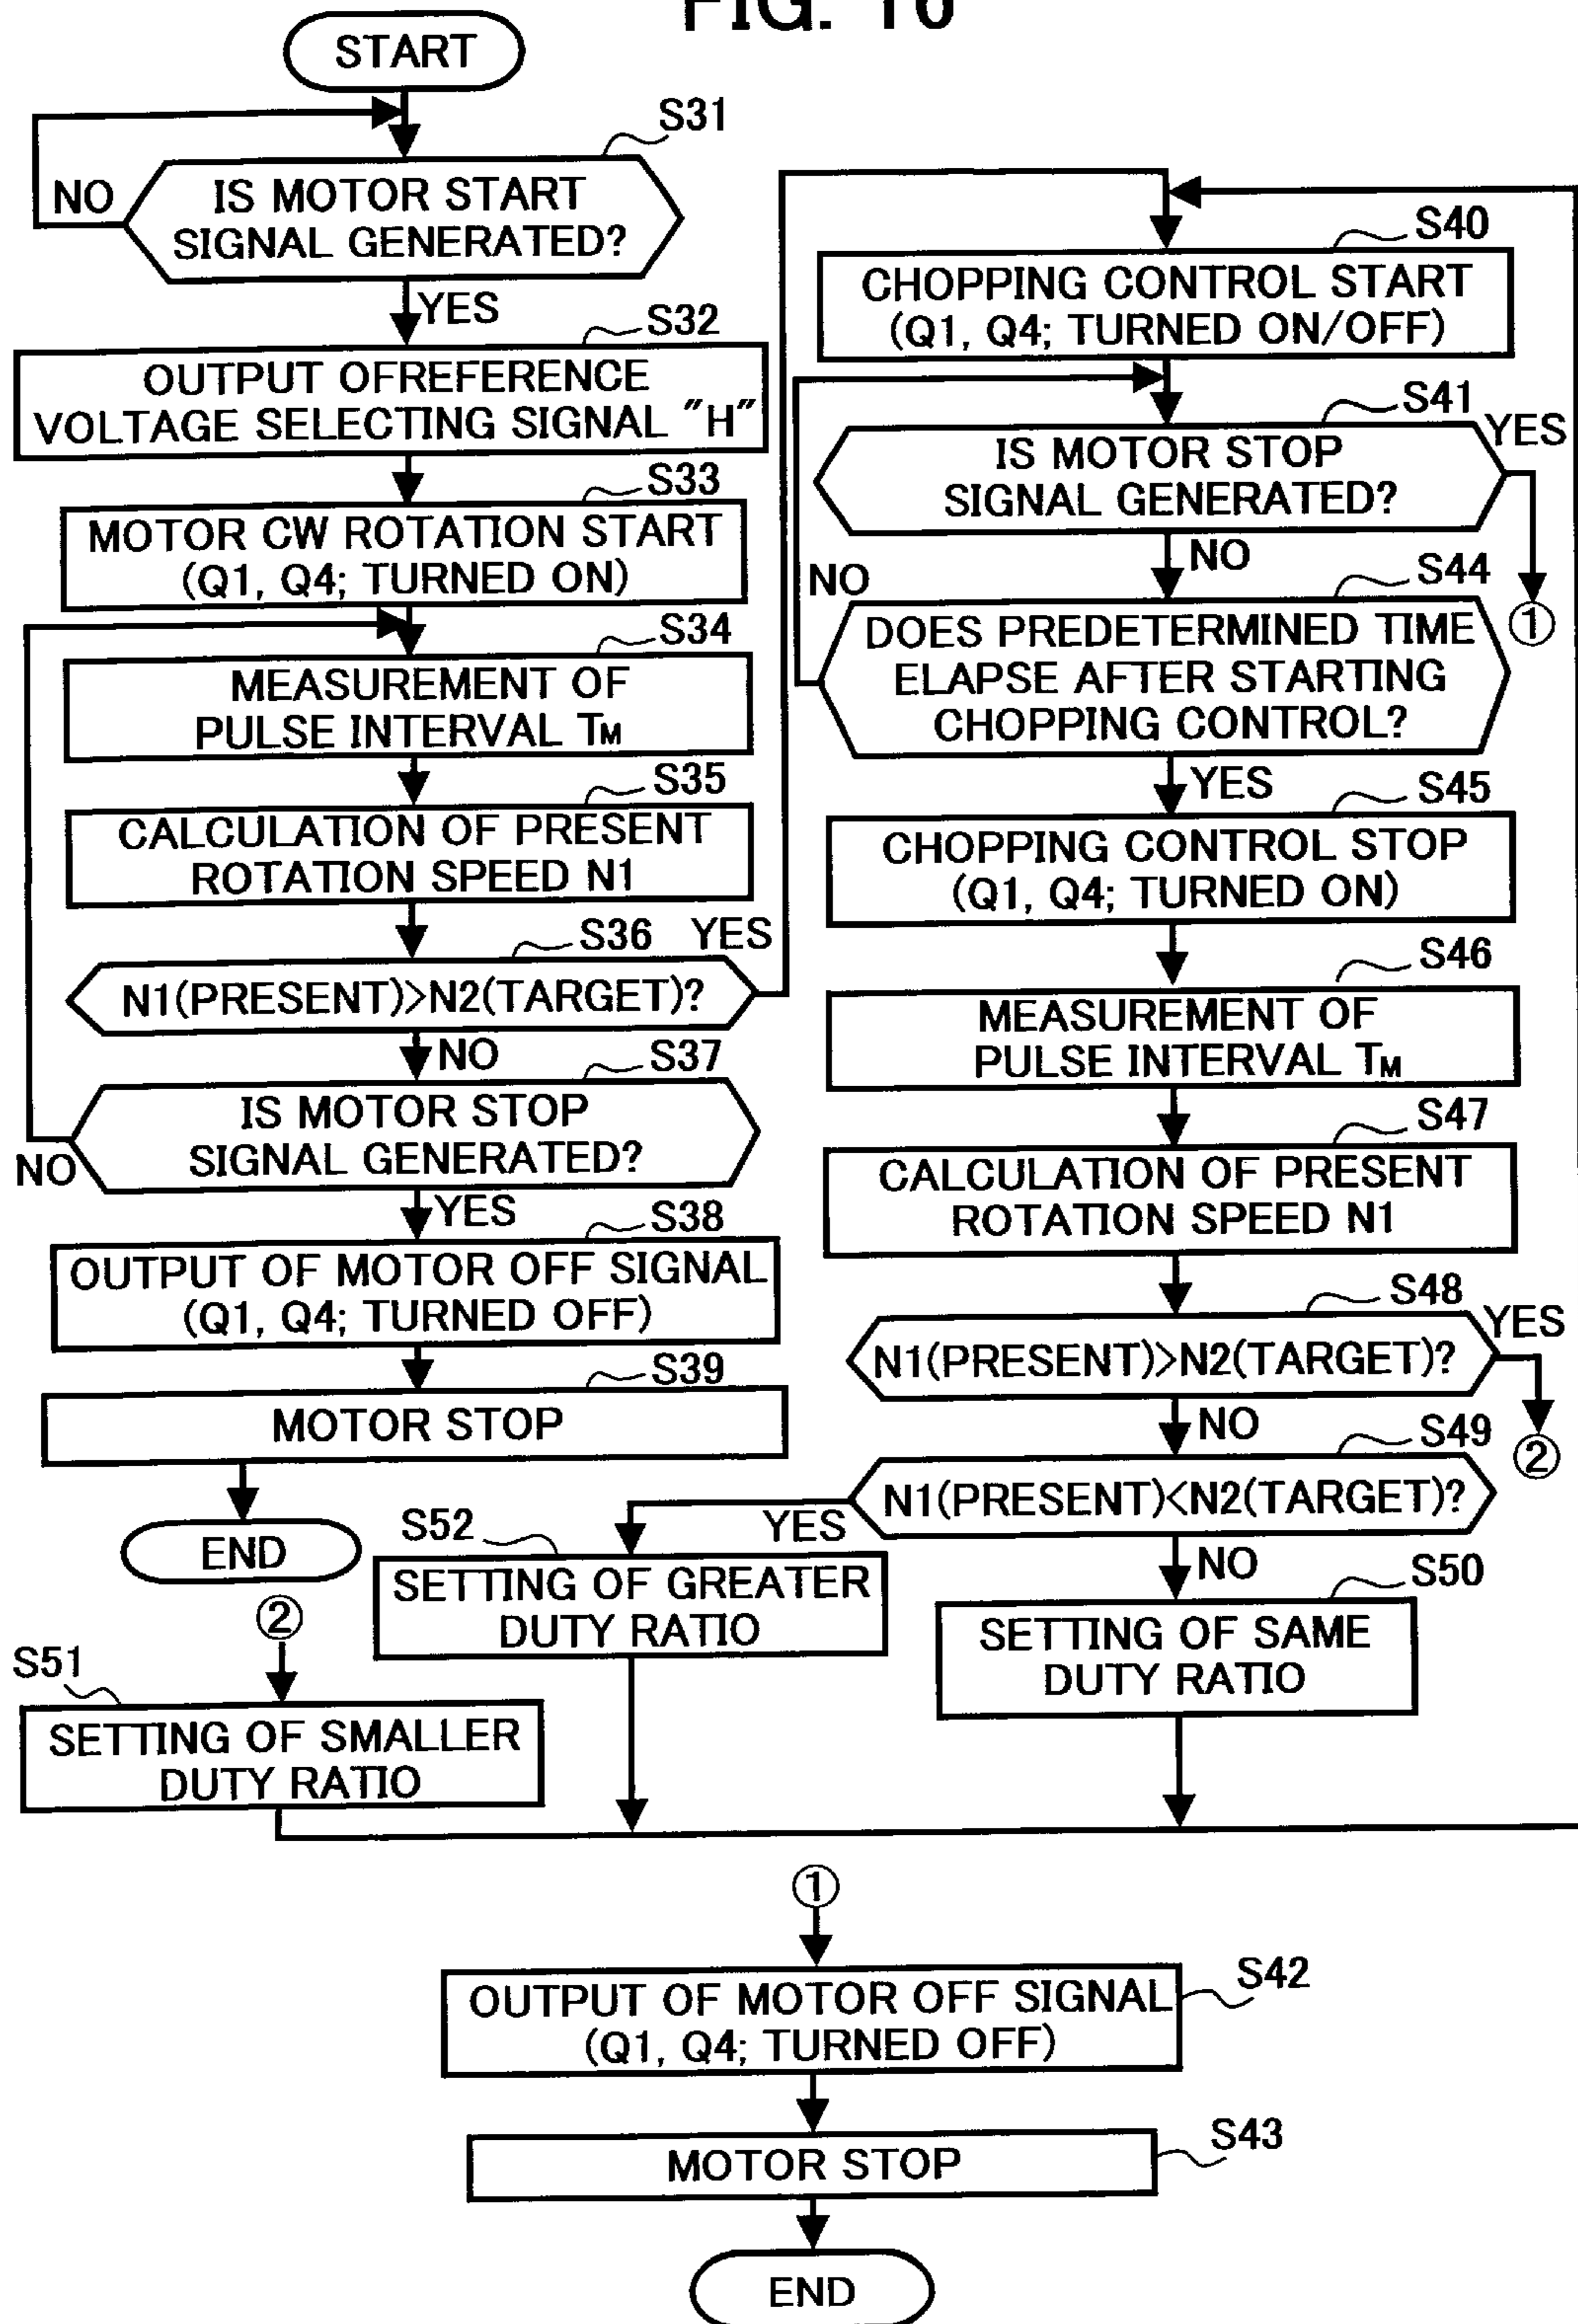 FIG. 16
START
S31
NO
IS MOTOR START
SIGNAL GENERATED?
YES
S32
OUTPUT OFREFERENCE
VOLTAGE SELECTING SIGNAL "H"
S33
MOTOR CW ROTATION START
(Q1, Q4; TURNED ON)
S34
MEASUREMENT OF
PULSE INTERVAL TM
S35
CALCULATION OF PRESENT
ROTATION SPEED N1
S36
YES
N1(PRESENT)>N2(TARGET)?
NO
S37
IS MOTOR STOP
SIGNAL GENERATED?
NO
YES
S38
OUTPUT OF MOTOR OFF SIGNAL
(Q1, Q4; TURNED OFF)
S39
MOTOR STOP
END
S40
CHOPPING CONTROL START
(Q1, Q4; TURNED ON/OFF)
S41
YES
IS MOTOR STOP
SIGNAL GENERATED?
①
NO
NO
S44
DOES PREDETERMINED TIME
ELAPSE AFTER STARTING
CHOPPING CONTROL?
YES
S45
CHOPPING CONTROL STOP
(Q1, Q4; TURNED ON)
S46
MEASUREMENT OF
PULSE INTERVAL TM
S47
CALCULATION OF PRESENT
ROTATION SPEED N1
S48
YES
N1(PRESENT)>N2(TARGET)?
②
NO
S49
N1(PRESENT)<N2(TARGET)?
YES
S52
SETTING OF GREATER
DUTY RATIO
NO
S50
SETTING OF SAME
DUTY RATIO
②
S51
SETTING OF SMALLER
DUTY RATIO
①
S42
OUTPUT OF MOTOR OFF SIGNAL
(Q1, Q4; TURNED OFF)
S43
MOTOR STOP
END